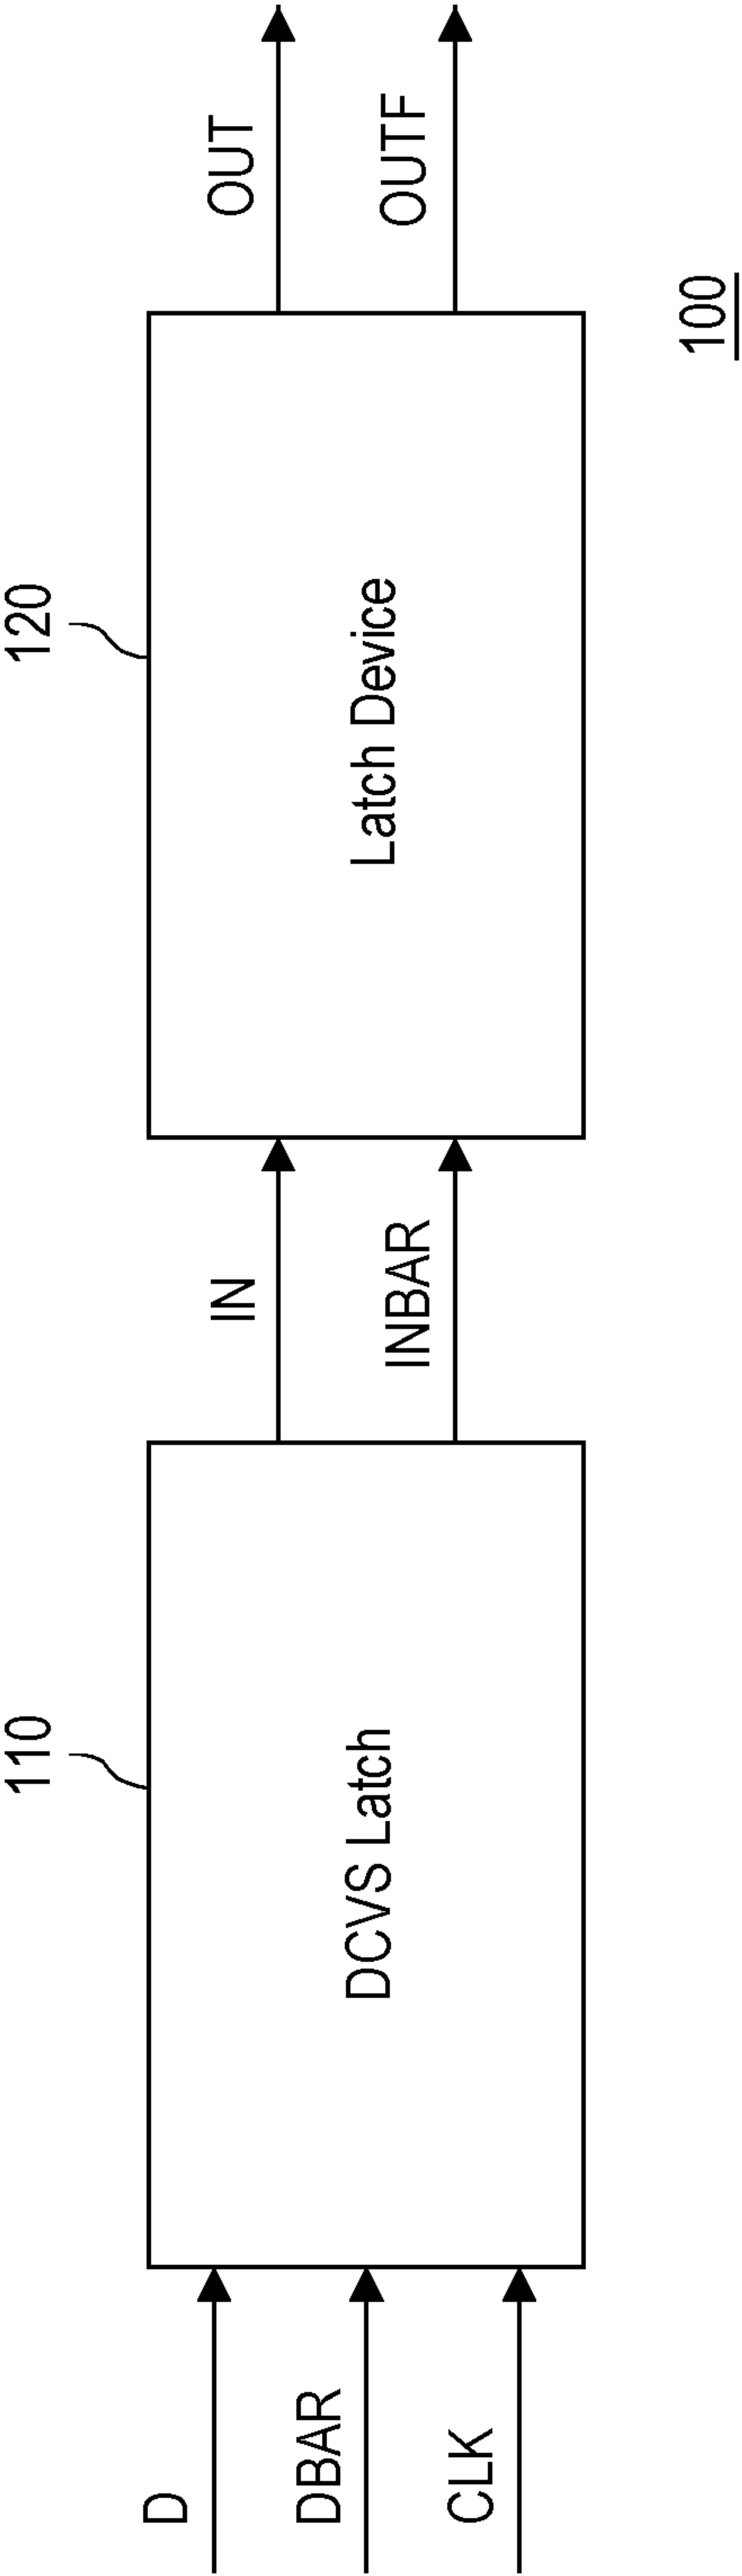 110
120
D
DBAR
CLK
DCVS Latch
IN
INBAR
Latch Device
OUT
OUTF
100